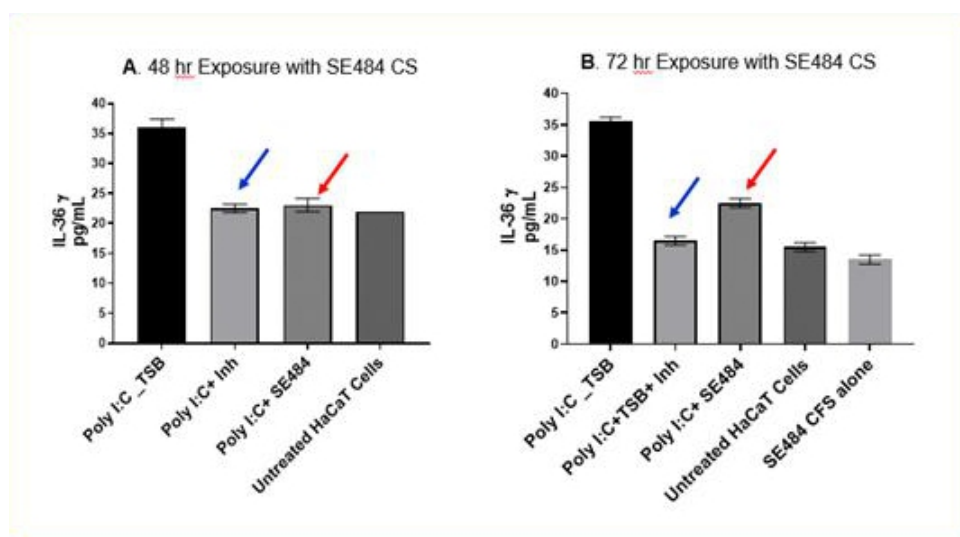 A. 48 hr Exposure with SE484 CS
IL-36 γ
pg/mL
40
35
30
25
20
15
10
5
0
Poly I:C _ TSB
Poly I:C+ Inh
Poly I:C+ SE484
Untreated HaCaT Cells
B. 72 hr Exposure with SE484 CS
IL-36 γ
pg/mL
40
35
30
25
20
15
10
5
0
Poly I:C _ TSB
Poly I:C+TSB+ Inh
Poly I:C+ SE484
Untreated HaCaT Cells
SE484 CFS alone